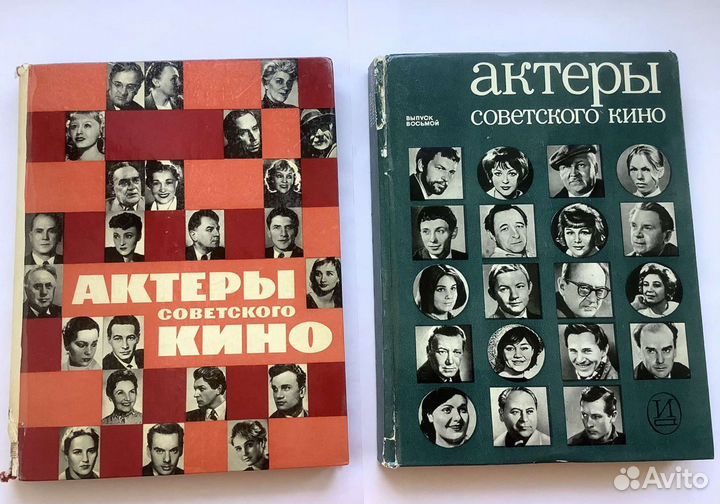 АКТЕРЫ
СОВЕТСКОГО
КИНО
актеры
советского кино
ВЫПУСК
ВОСЬМОЙ
И
Avito